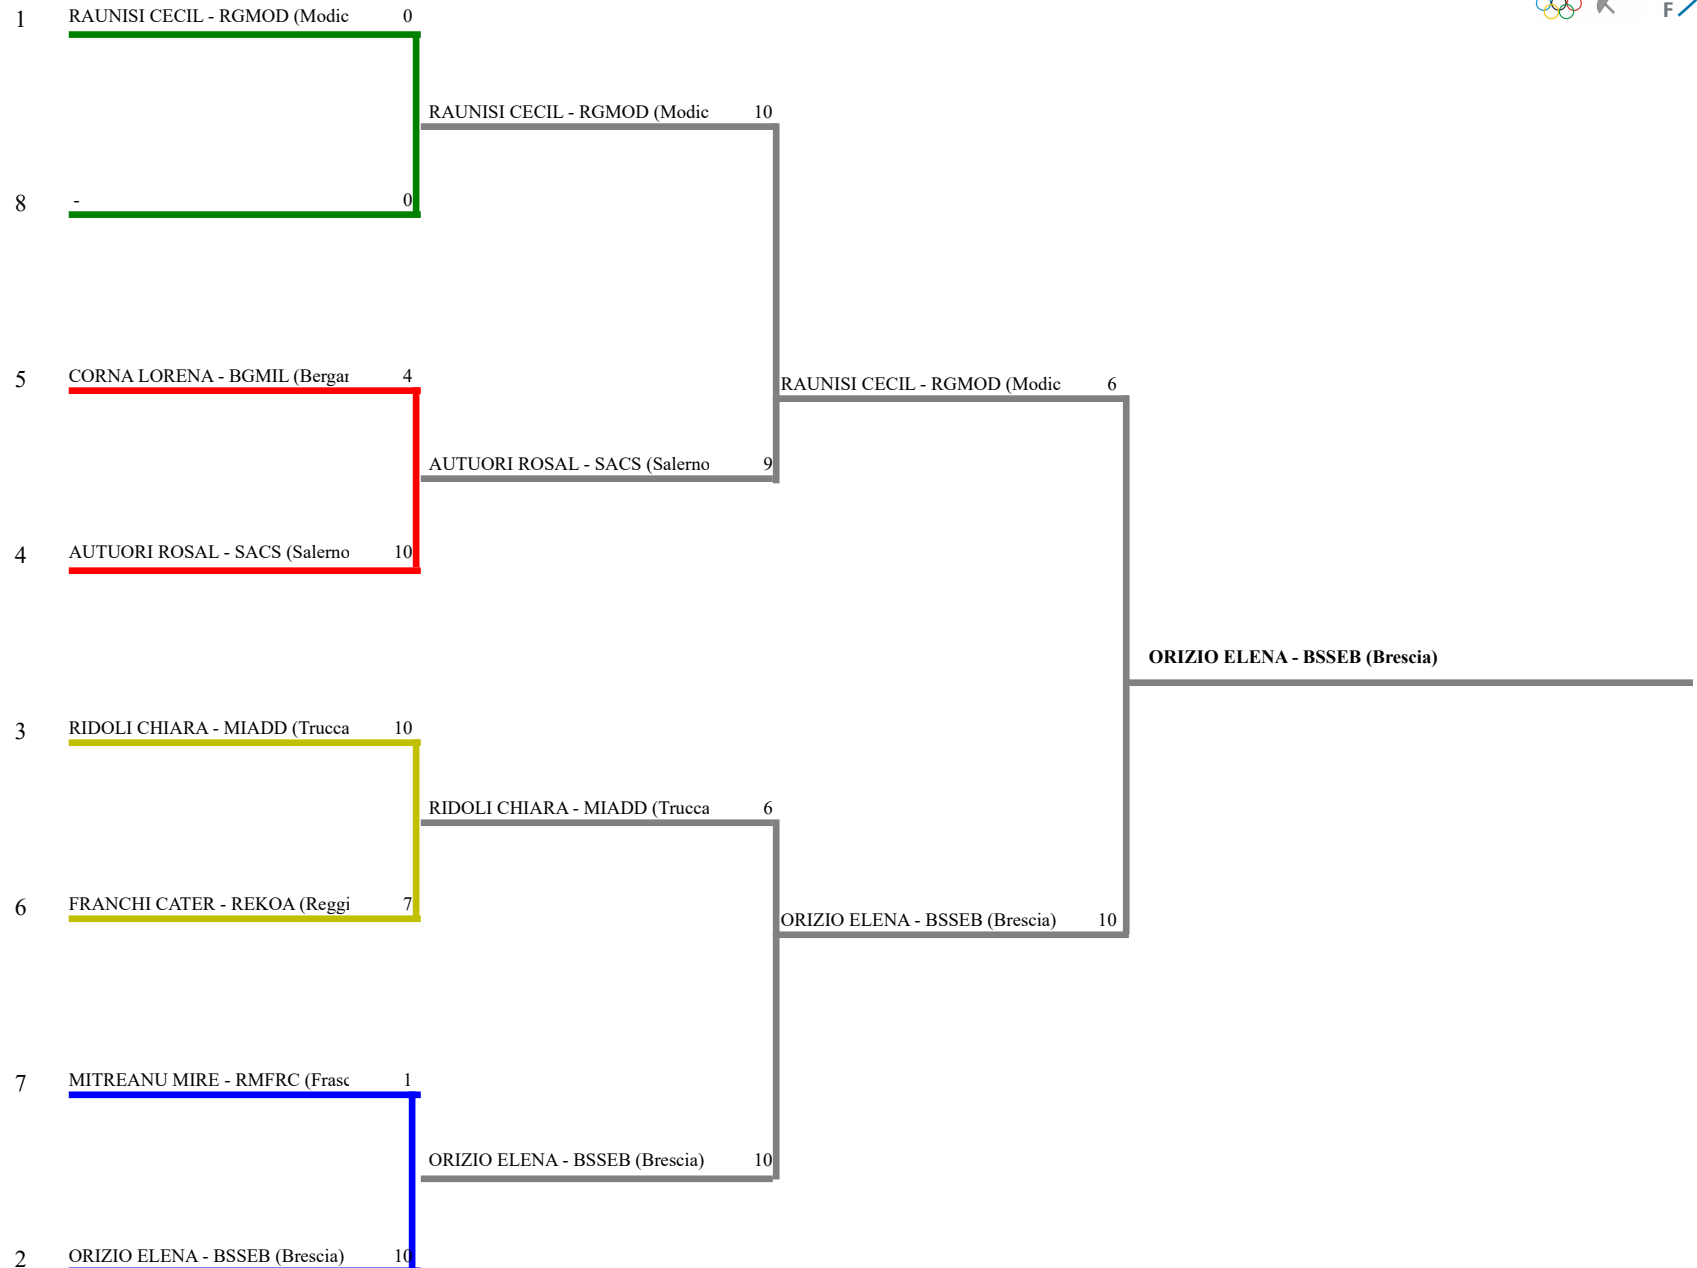 1 RAUNISI CECIL - RGMOD (Modic 0
F
RAUNISI CECIL - RGMOD (Modic 10
8 - 0
5 CORNA LORENA - BGMIL (Bergar 4
RAUNISI CECIL - RGMOD (Modic 6
AUTUORI ROSAL - SACS (Salerno 9
4 AUTUORI ROSAL - SACS (Salerno 10
ORIZIO ELENA - BSSEB (Brescia)
3 RIDOLI CHIARA - MIADD (Trucca 10
RIDOLI CHIARA - MIADD (Trucca 6
6 FRANCHI CATER - REKOA (Reggi 7
ORIZIO ELENA - BSSEB (Brescia) 10
7 MITREANU MIRE - RMFRC (Frasc 1
ORIZIO ELENA - BSSEB (Brescia) 10
2 ORIZIO ELENA - BSSEB (Brescia) 10